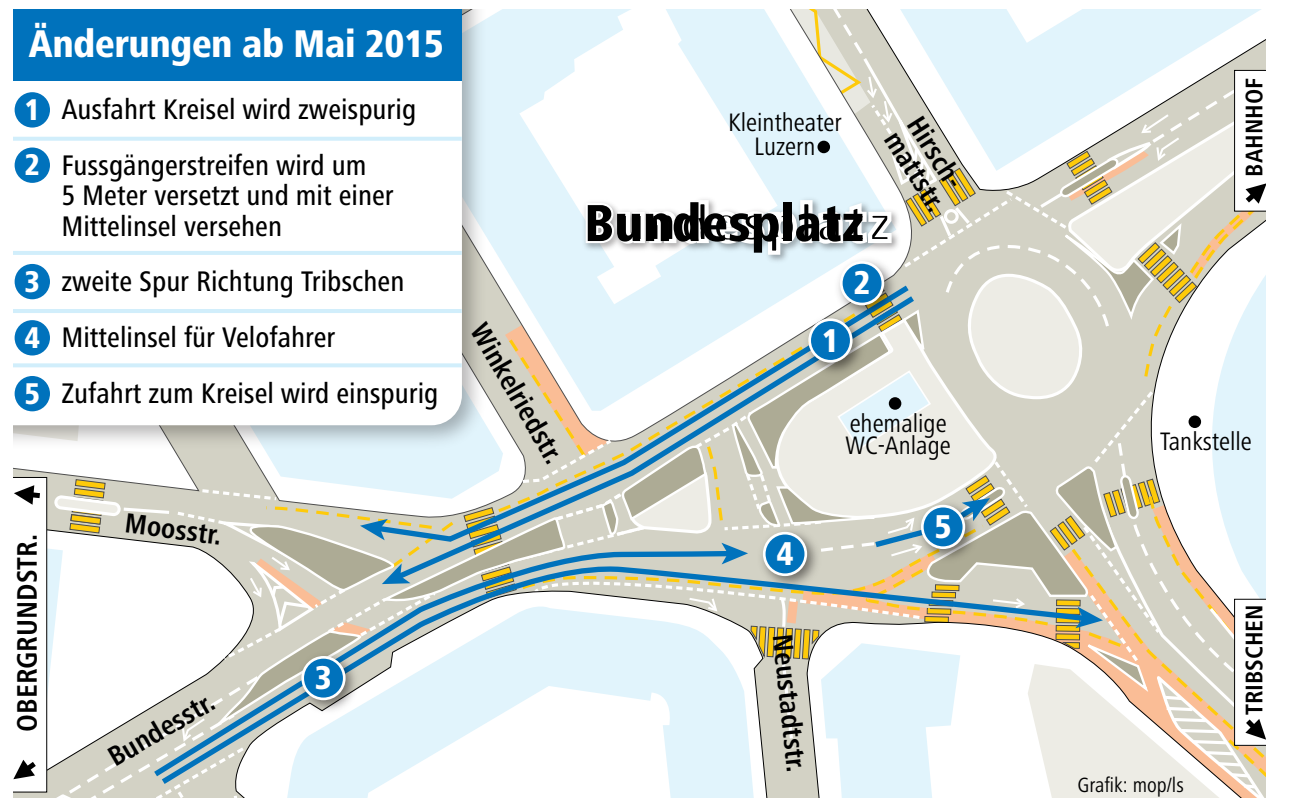 Änderungen ab Mai 2015
1 Ausfahrt Kreisel wird zweispurig
2 Fussgängerstreifen wird um
5 Meter versetzt und mit einer
Mittelinsel versehen
3 zweite Spur Richtung Tribschen
4 Mittelinsel für Velofahrer
5 Zufahrt zum Kreisel wird einspurig
Kleintheater
Luzern
Hirsch-
mattstr.
BAHNHOF
Bundesplatz
2
1
Winkelriedstr.
ehemalige
WC-Anlage
Tankstelle
Moosstr.
5
4
OBERGRUNDSTR.
3
Bundesstr.
Neustadtstr.
TRIBSCHEN
Grafik: mop/ls